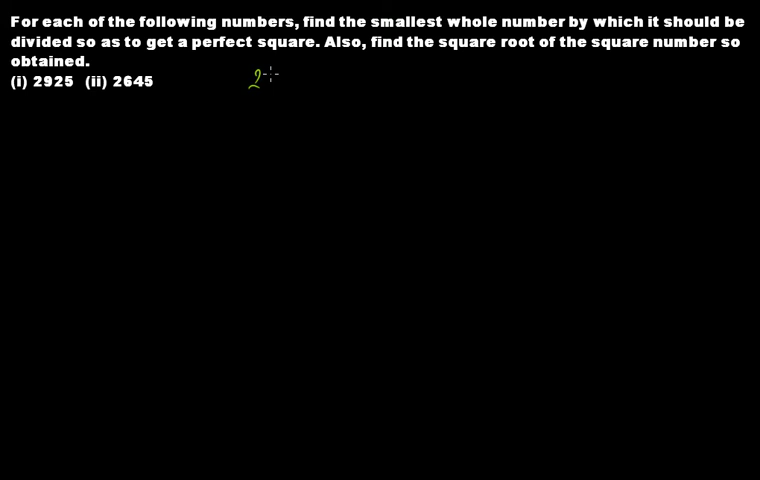 For each of the following numbers, find the smallest whole number by which it should be
divided so as to get a perfect square. Also, find the square root of the square number so
obtained.
(i) 2925 (ii) 2645
2